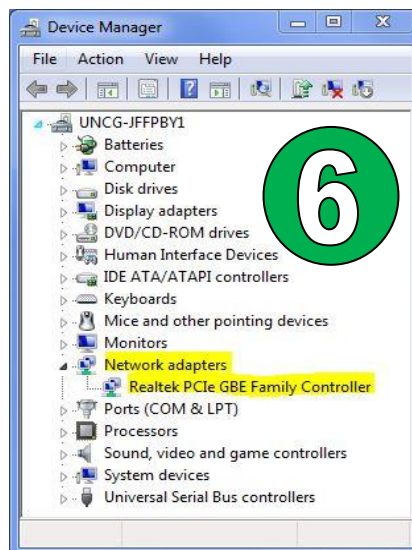 Device Manager
File Action View Help
UNCG-JFFPBY1
Batteries
Computer
Disk drives
Display adapters
DVD/CD-ROM drives
Human Interface Devices
IDE ATA/ATAPI controllers
Keyboards
Mice and other pointing devices
Monitors
Network adapters
Realtek PCIe GBE Family Controller
Ports (COM & LPT)
Processors
Sound, video and game controllers
System devices
Universal Serial Bus controllers
6